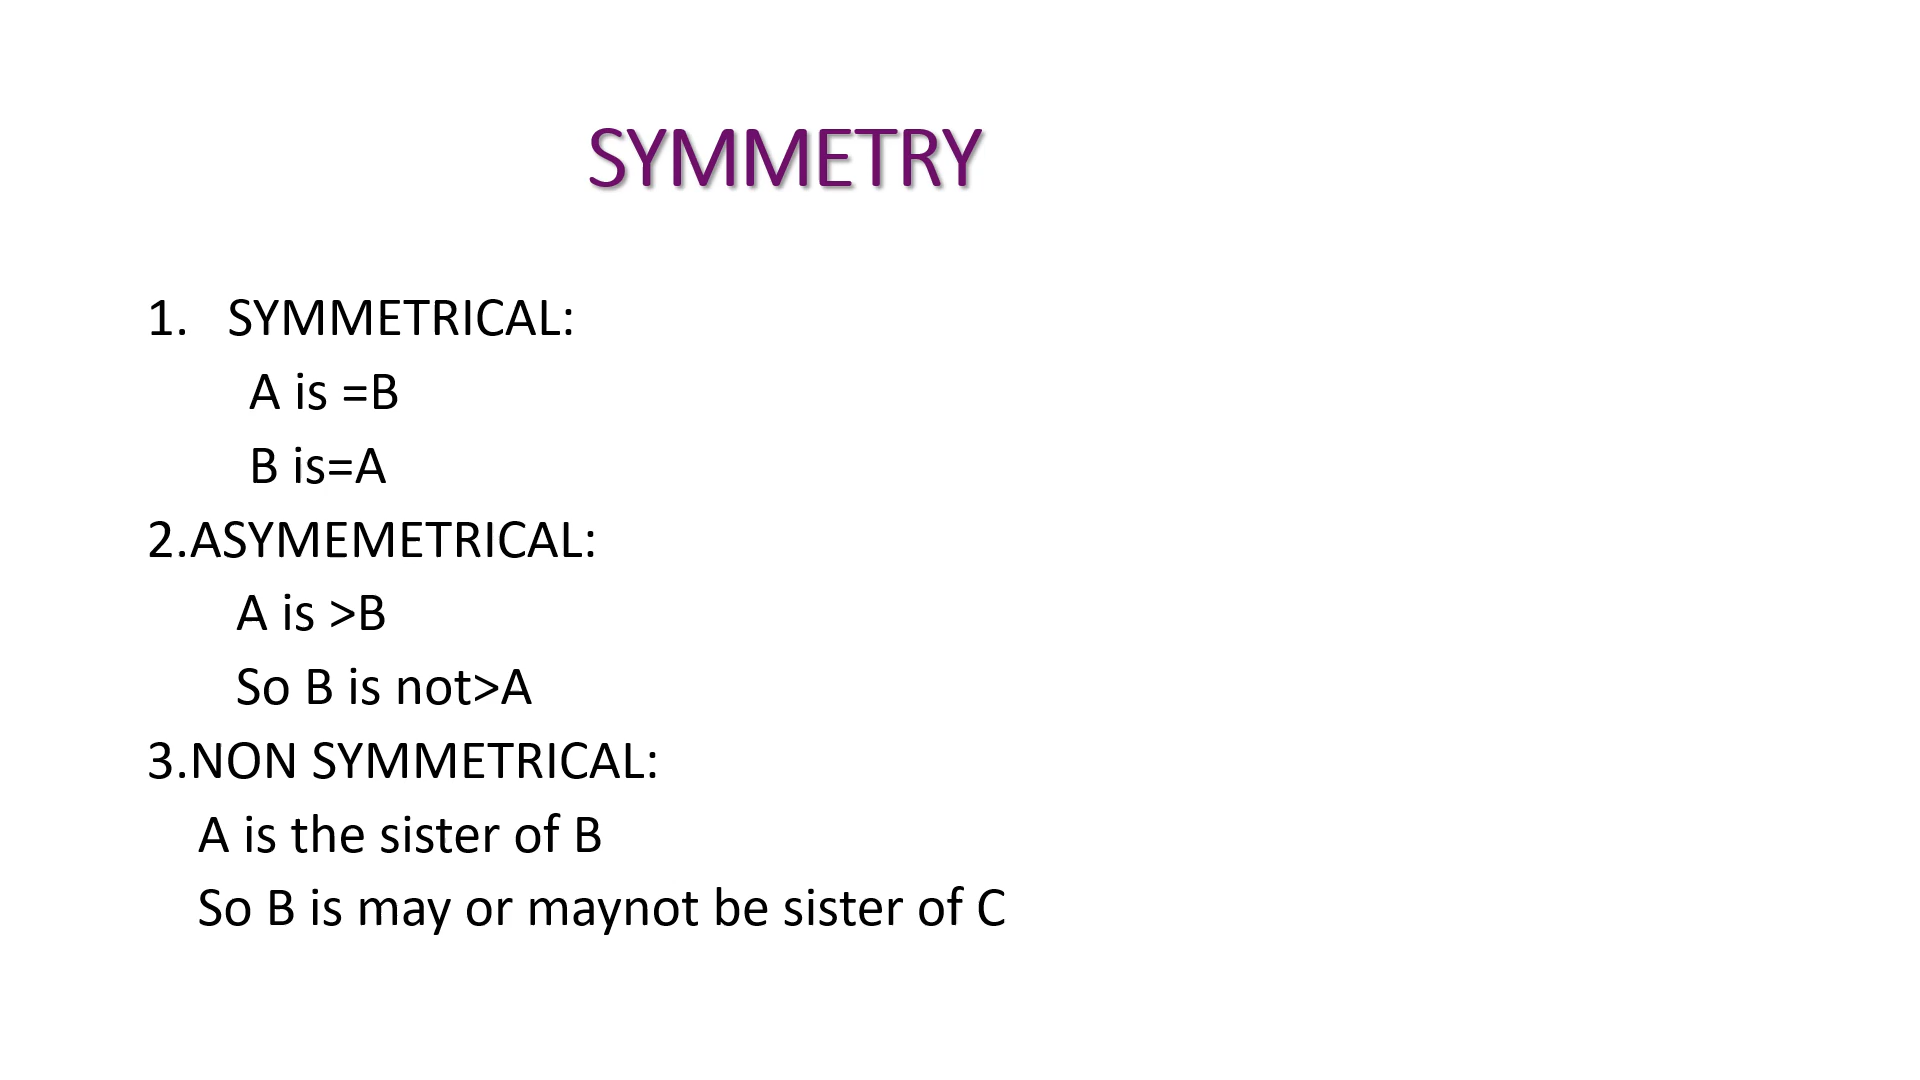 SYMMETRY
1. SYMMETRICAL:
A is =B
B is=A
2.ASYMEMETRICAL:
A is >B
So B is not>A
3.NON SYMMETRICAL:
A is the sister of B
So B is may or maynot be sister of C